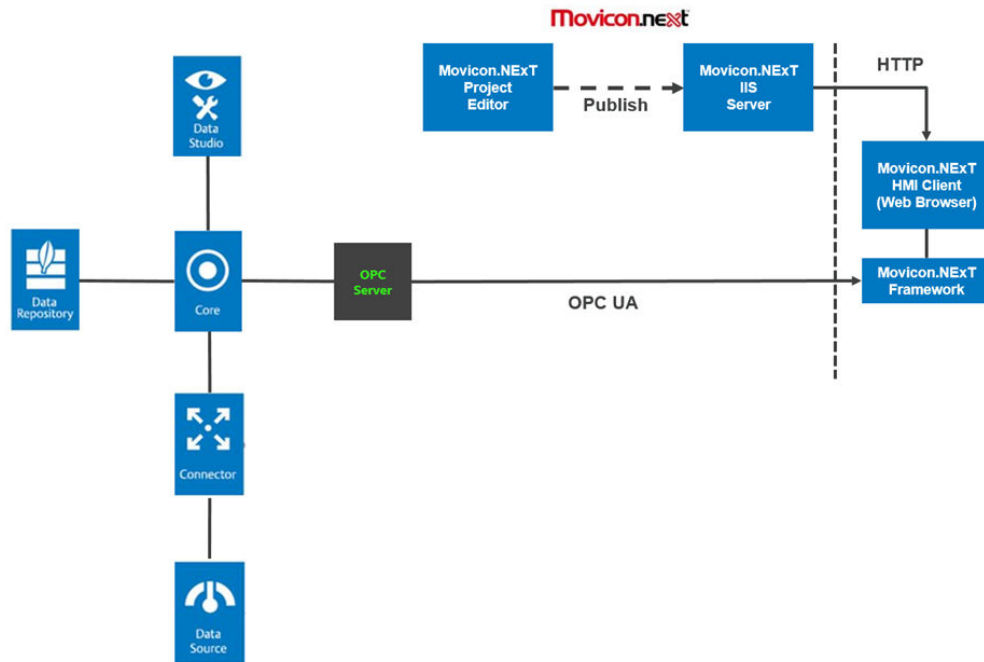 Movicon.next
Movicon.NExT
Project
Editor
Publish
Movicon.NExT
IIS
Server
HTTP
Data
Studio
Movicon.NExT
HMI Client
(Web Browser)
Data
Repository
Core
OPC
Server
OPC UA
Movicon.NExT
Framework
Connector
Data
Source